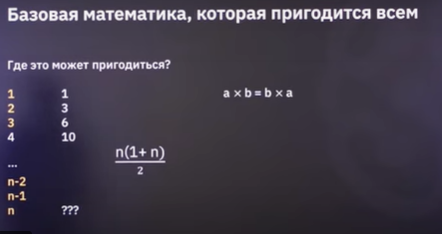 Базовая математика, которая пригодится всем
Где это может пригодиться?
1 1
2 3
3 6
4 10
...
n-2
n-1
n ???
n(1+ n)
2
a × b = b × a